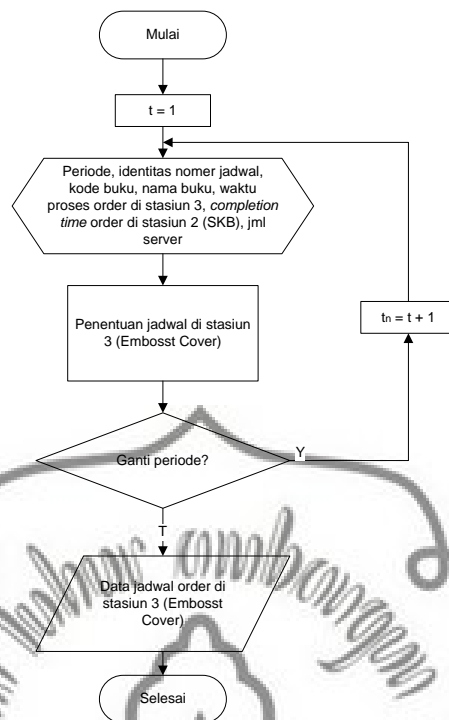 Mulai
t = 1
Periode, identitas nomer jadwal,
kode buku, nama buku, waktu
proses order di stasiun 3, completion
time order di stasiun 2 (SKB), jml
server
Penentuan jadwal di stasiun
3 (Embosst Cover)
tn = t + 1
Ganti periode?
Y
T
Data jadwal order di
stasiun 3 (Embosst
Cover)
Selesai